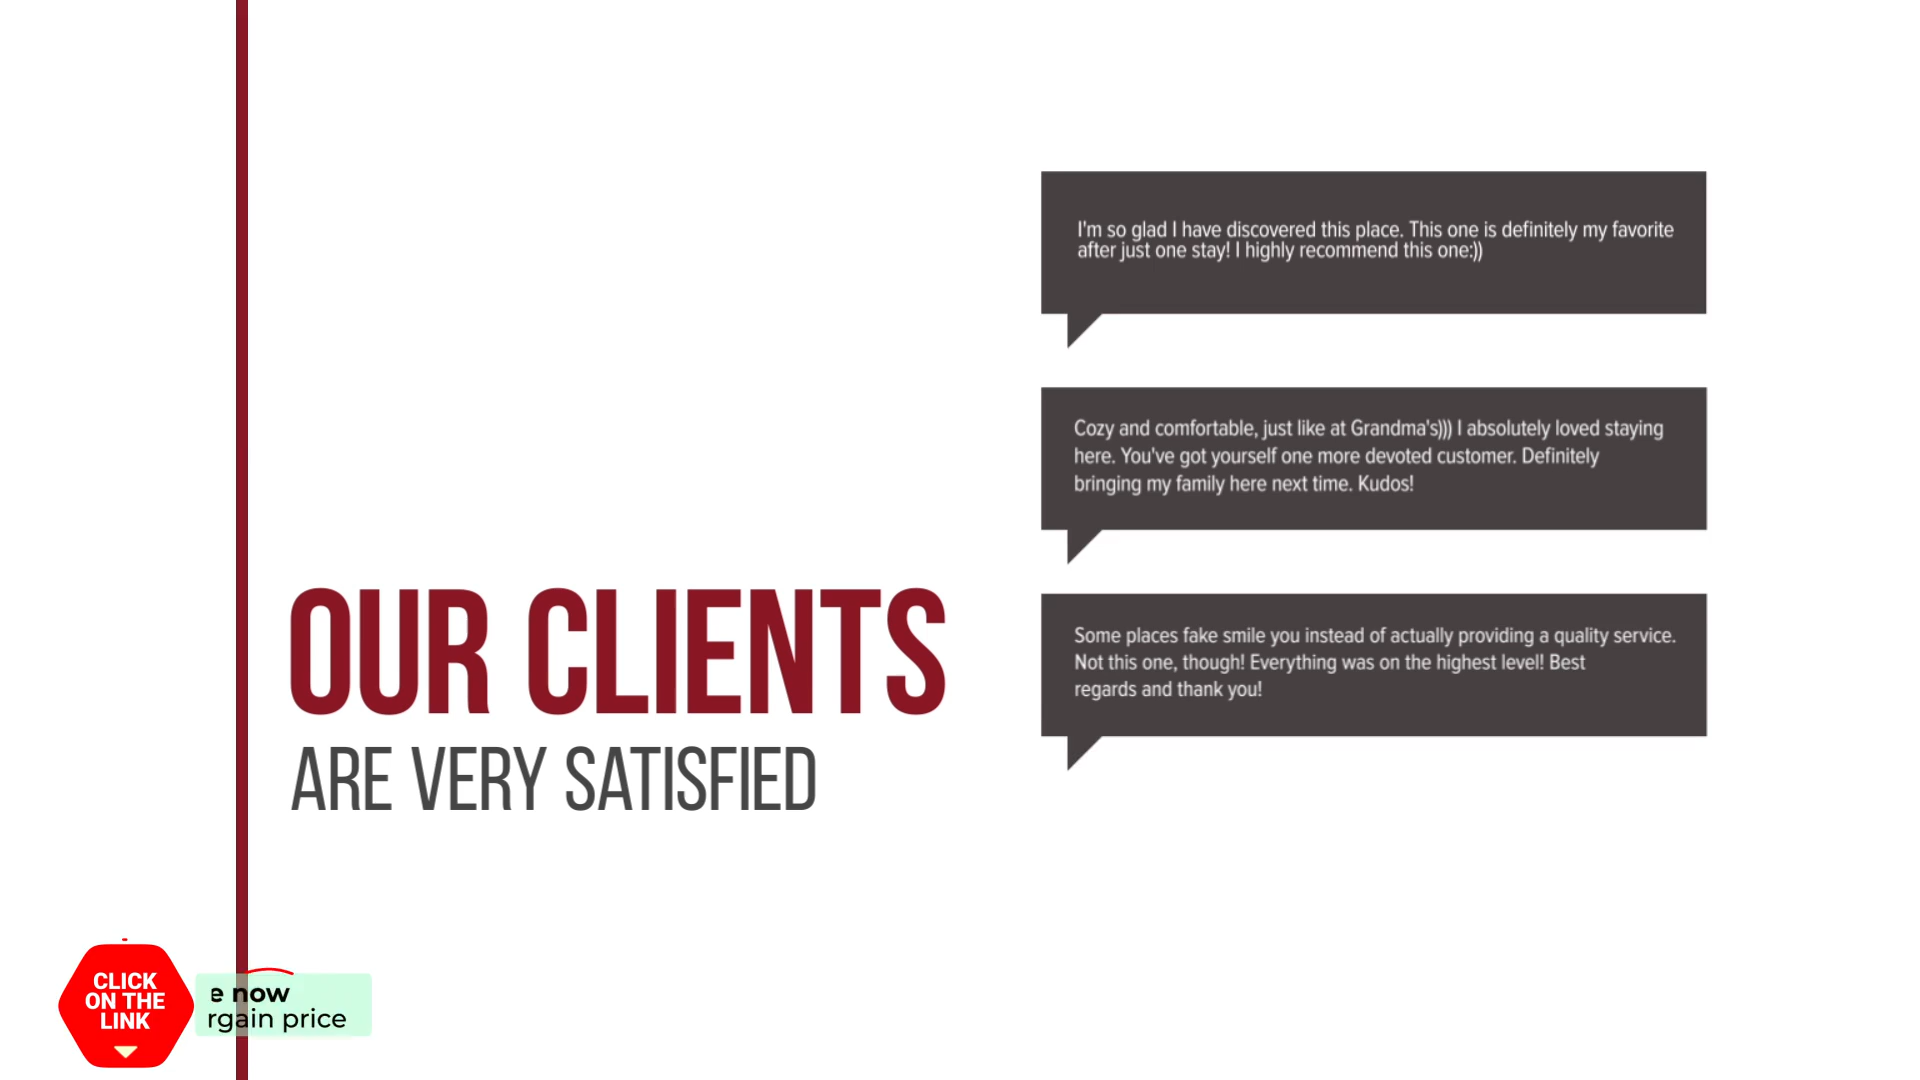 I'm so glad I have discovered this place. This one is definitely my favorite
after just one stay! I highly recommend this one:))
Cozy and comfortable, just like at Grandma's))) I absolutely loved staying
here. You've got yourself one more devoted customer. Definitely
bringing my family here next time. Kudos!
Some places fake smile you instead of actually providing a quality service.
Not this one, though! Everything was on the highest level! Best
regards and thank you!
OUR CLIENTS
ARE VERY SATISFIED
CLICK
ON THE
LINK
e now
rgain price